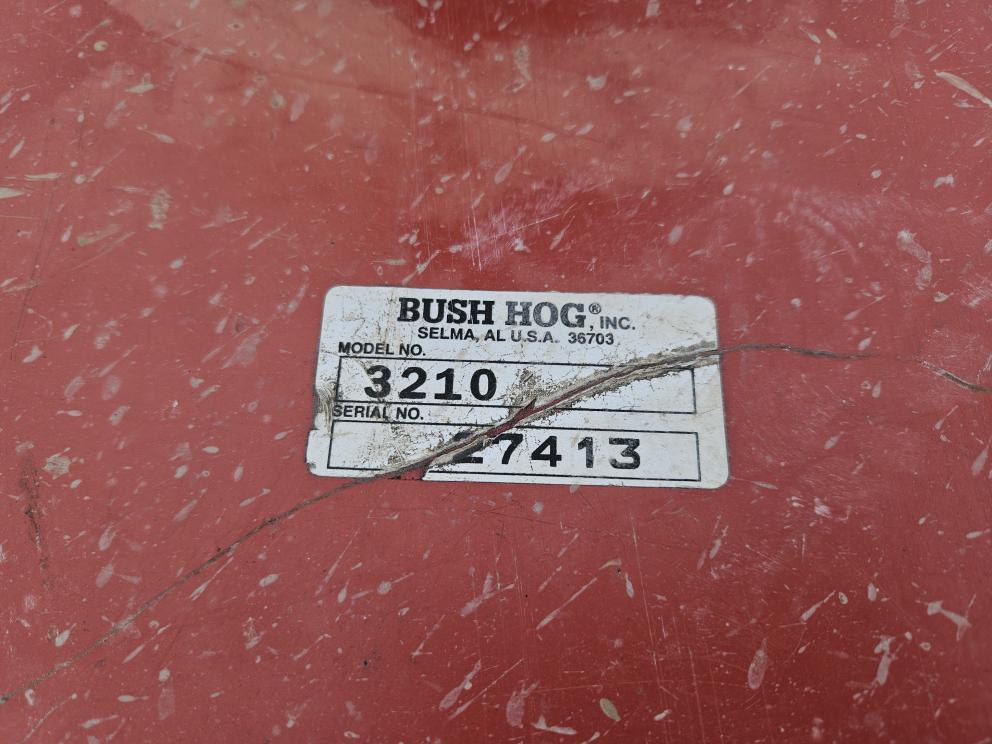 BUSH HOG®, INC.
SELMA, AL U.S.A. 36703
MODEL NO.
3210
SERIAL NO.
27413